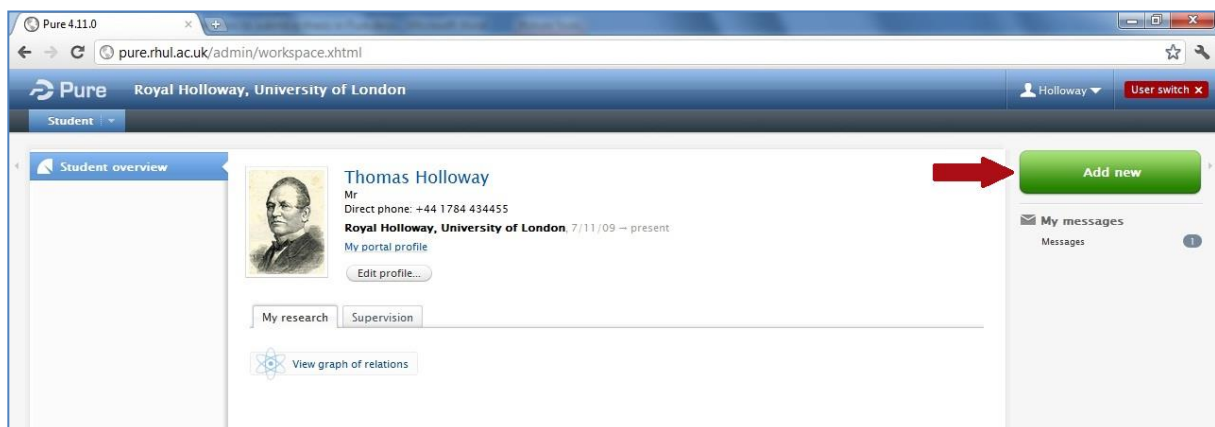 Pure 4.11.0
pure.rhul.ac.uk/admin/workspace.xhtml
Pure Royal Holloway, University of London
Holloway
User switch x
Student
Student overview
Thomas Holloway
Mr
Direct phone: +44 1784 434455
Royal Holloway, University of London, 7/11/09 → present
My portal profile
Edit profile...
My research
Supervision
View graph of relations
Add new
My messages
Messages 1